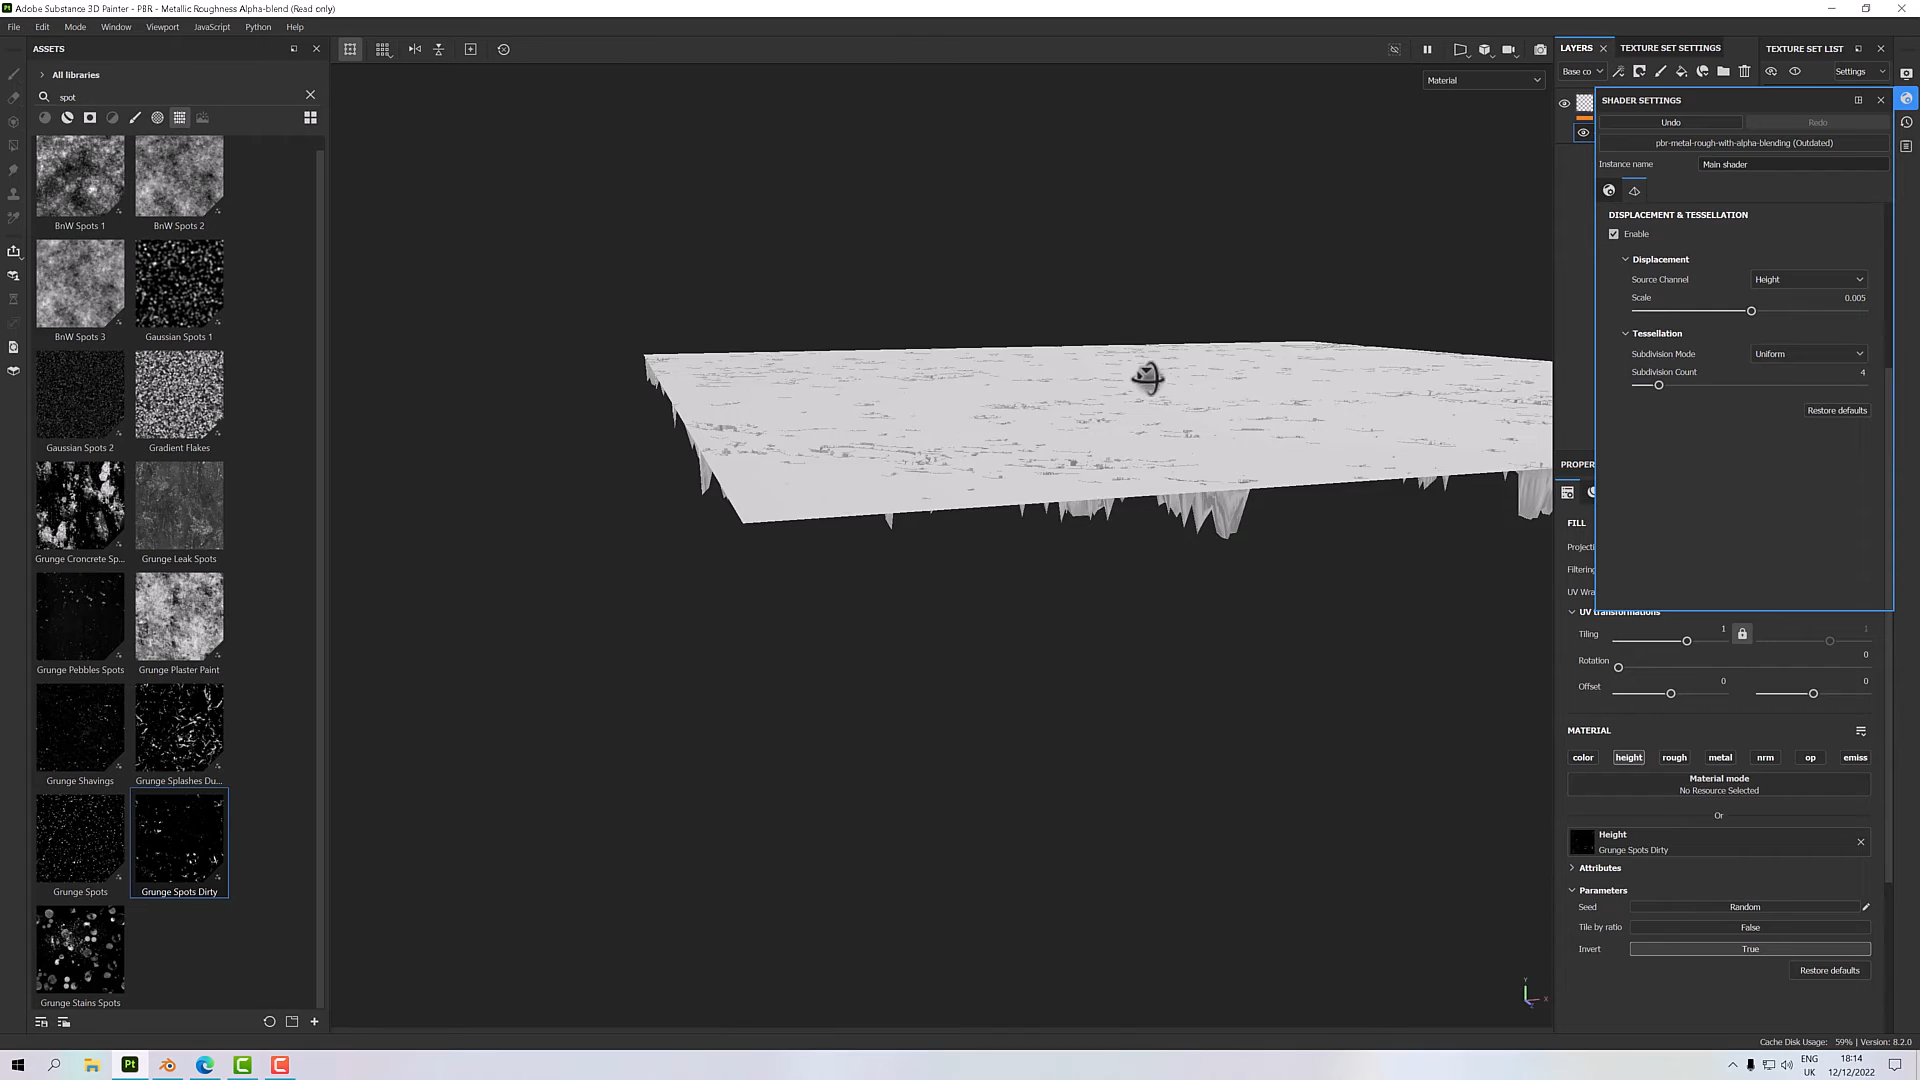 Adobe Substance 3D Painter - PBR - Metallic Roughness Alpha-blend (Read only)
File Edit Mode Window Viewport JavaScript Python Help
ASSETS
All libraries
spot
BnW Spots 1
BnW Spots 2
BnW Spots 3
Gaussian Spots 1
Gaussian Spots 2
Gradient Flakes
Grunge Croncrete Sp...
Grunge Leak Spots
Grunge Pebbles Spots
Grunge Plaster Paint
Grunge Shavings
Grunge Splashes Du...
Grunge Spots
Grunge Spots Dirty
Grunge Stains Spots
Material
Y
X
LAYERS
TEXTURE SET SETTINGS
TEXTURE SET LIST
Base co
Settings
SHADER SETTINGS
Undo
Redo
pbr-metal-rough-with-alpha-blending (Outdated)
Instance name
Main shader
DISPLACEMENT & TESSELLATION
Enable
Displacement
Source Channel
Height
Scale
0.005
Tessellation
Subdivision Mode
Uniform
Subdivision Count
4
Restore defaults
PROPER
FILL
Projecti
Filtering
UV Wra
UV transformations
Tiling
1
1
Rotation
0
Offset
0
0
MATERIAL
color height rough metal nrm op emiss
Material mode
No Resource Selected
Or
Height
Grunge Spots Dirty
Attributes
Parameters
Seed
Random
Tile by ratio
False
Invert
True
Restore defaults
Cache Disk Usage: 59% | Version: 8.2.0
Pt
ENG
UK
18:14
12/12/2022